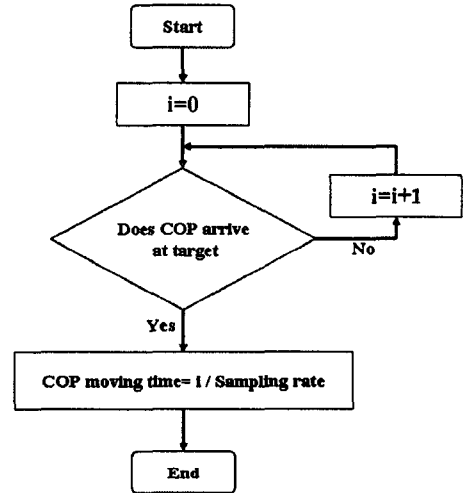 Start
i=0
i=i+1
Does COP arrive
at target
No
Yes
COP moving time= i / Sampling rate
End